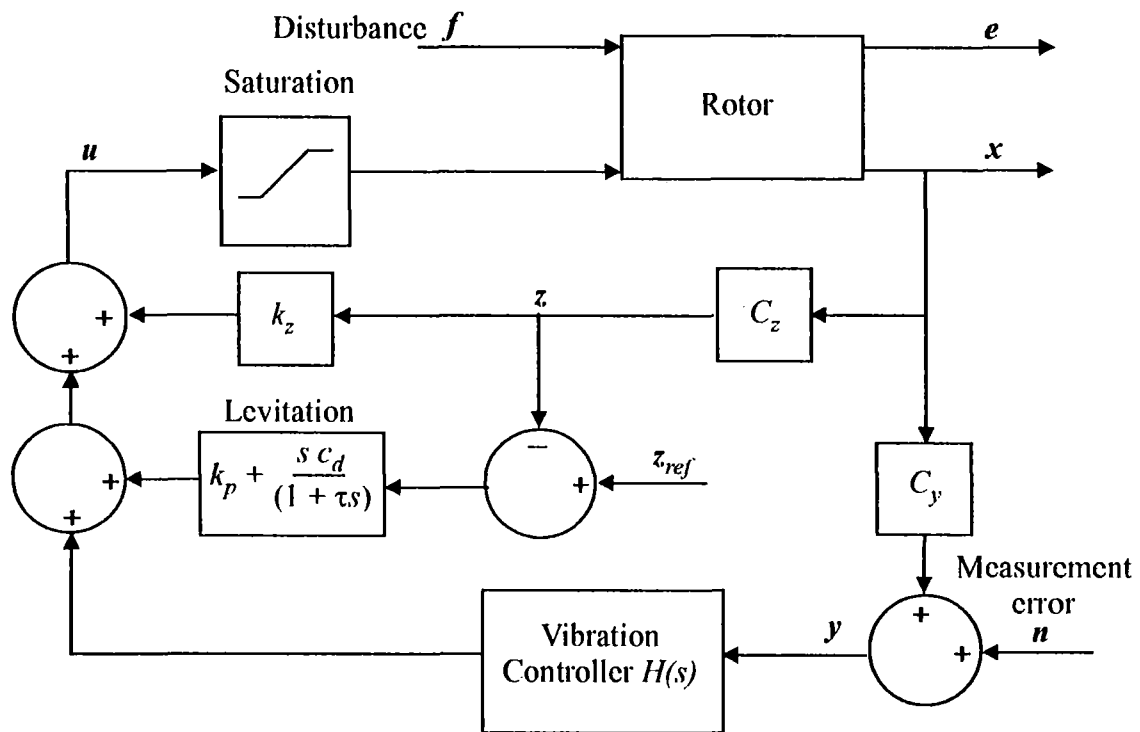 Disturbance f
e
Saturation
Rotor
u
x
+
k_z
z
C_z
+
Levitation
−
+
k_p + s c_d / (1 + τs)
+
z_ref
C_y
+
Measurement
error
+
Vibration
Controller H(s)
y
+
n